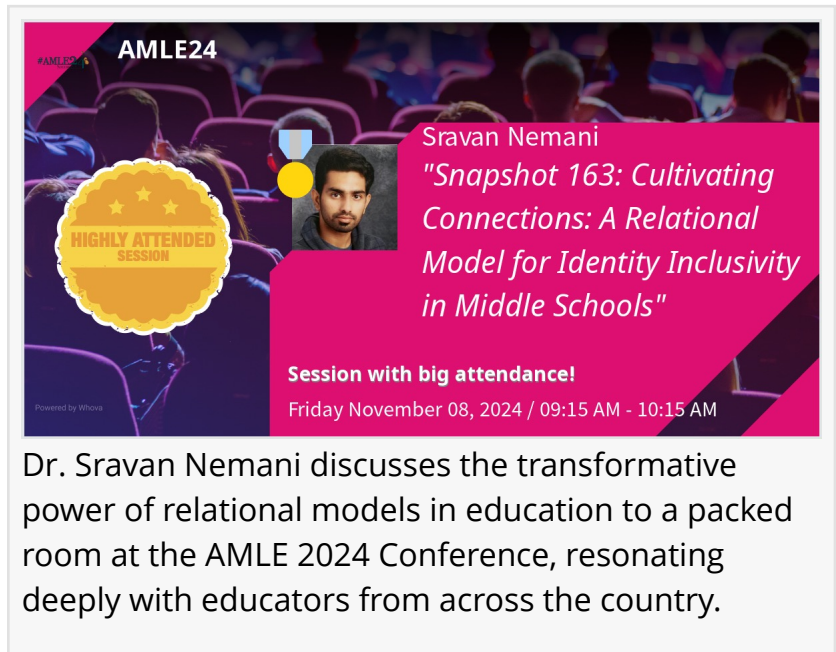 #AMLE24
AMLE24
Sravan Nemani
"Snapshot 163: Cultivating
Connections: A Relational
Model for Identity Inclusivity
in Middle Schools"
HIGHLY ATTENDED
SESSION
Session with big attendance!
Friday November 08, 2024 / 09:15 AM - 10:15 AM
Powered by Whova
Dr. Sravan Nemani discusses the transformative
power of relational models in education to a packed
room at the AMLE 2024 Conference, resonating
deeply with educators from across the country.